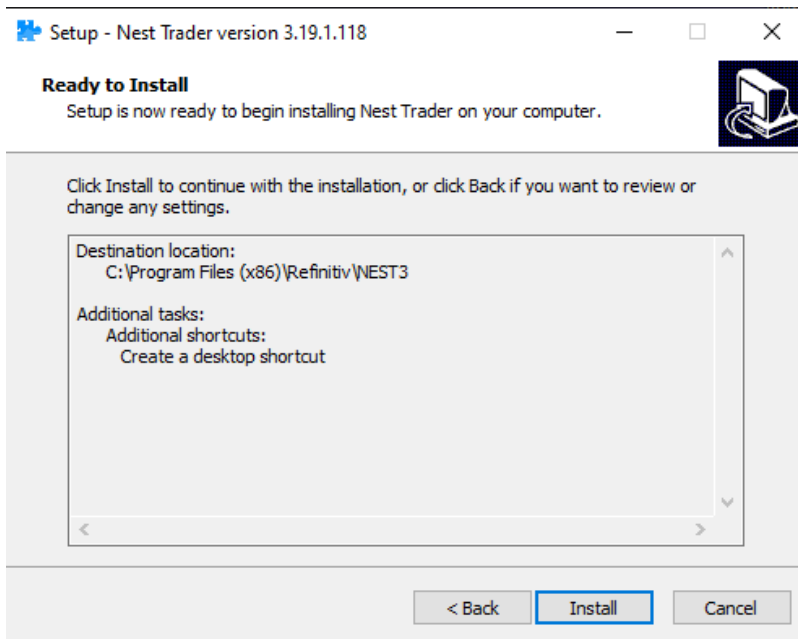 Setup - Nest Trader version 3.19.1.118
Ready to Install
Setup is now ready to begin installing Nest Trader on your computer.
Click Install to continue with the installation, or click Back if you want to review or
change any settings.
Destination location:
C:\Program Files (x86)\Refinitiv\NEST3
Additional tasks:
Additional shortcuts:
Create a desktop shortcut
< Back
Install
Cancel